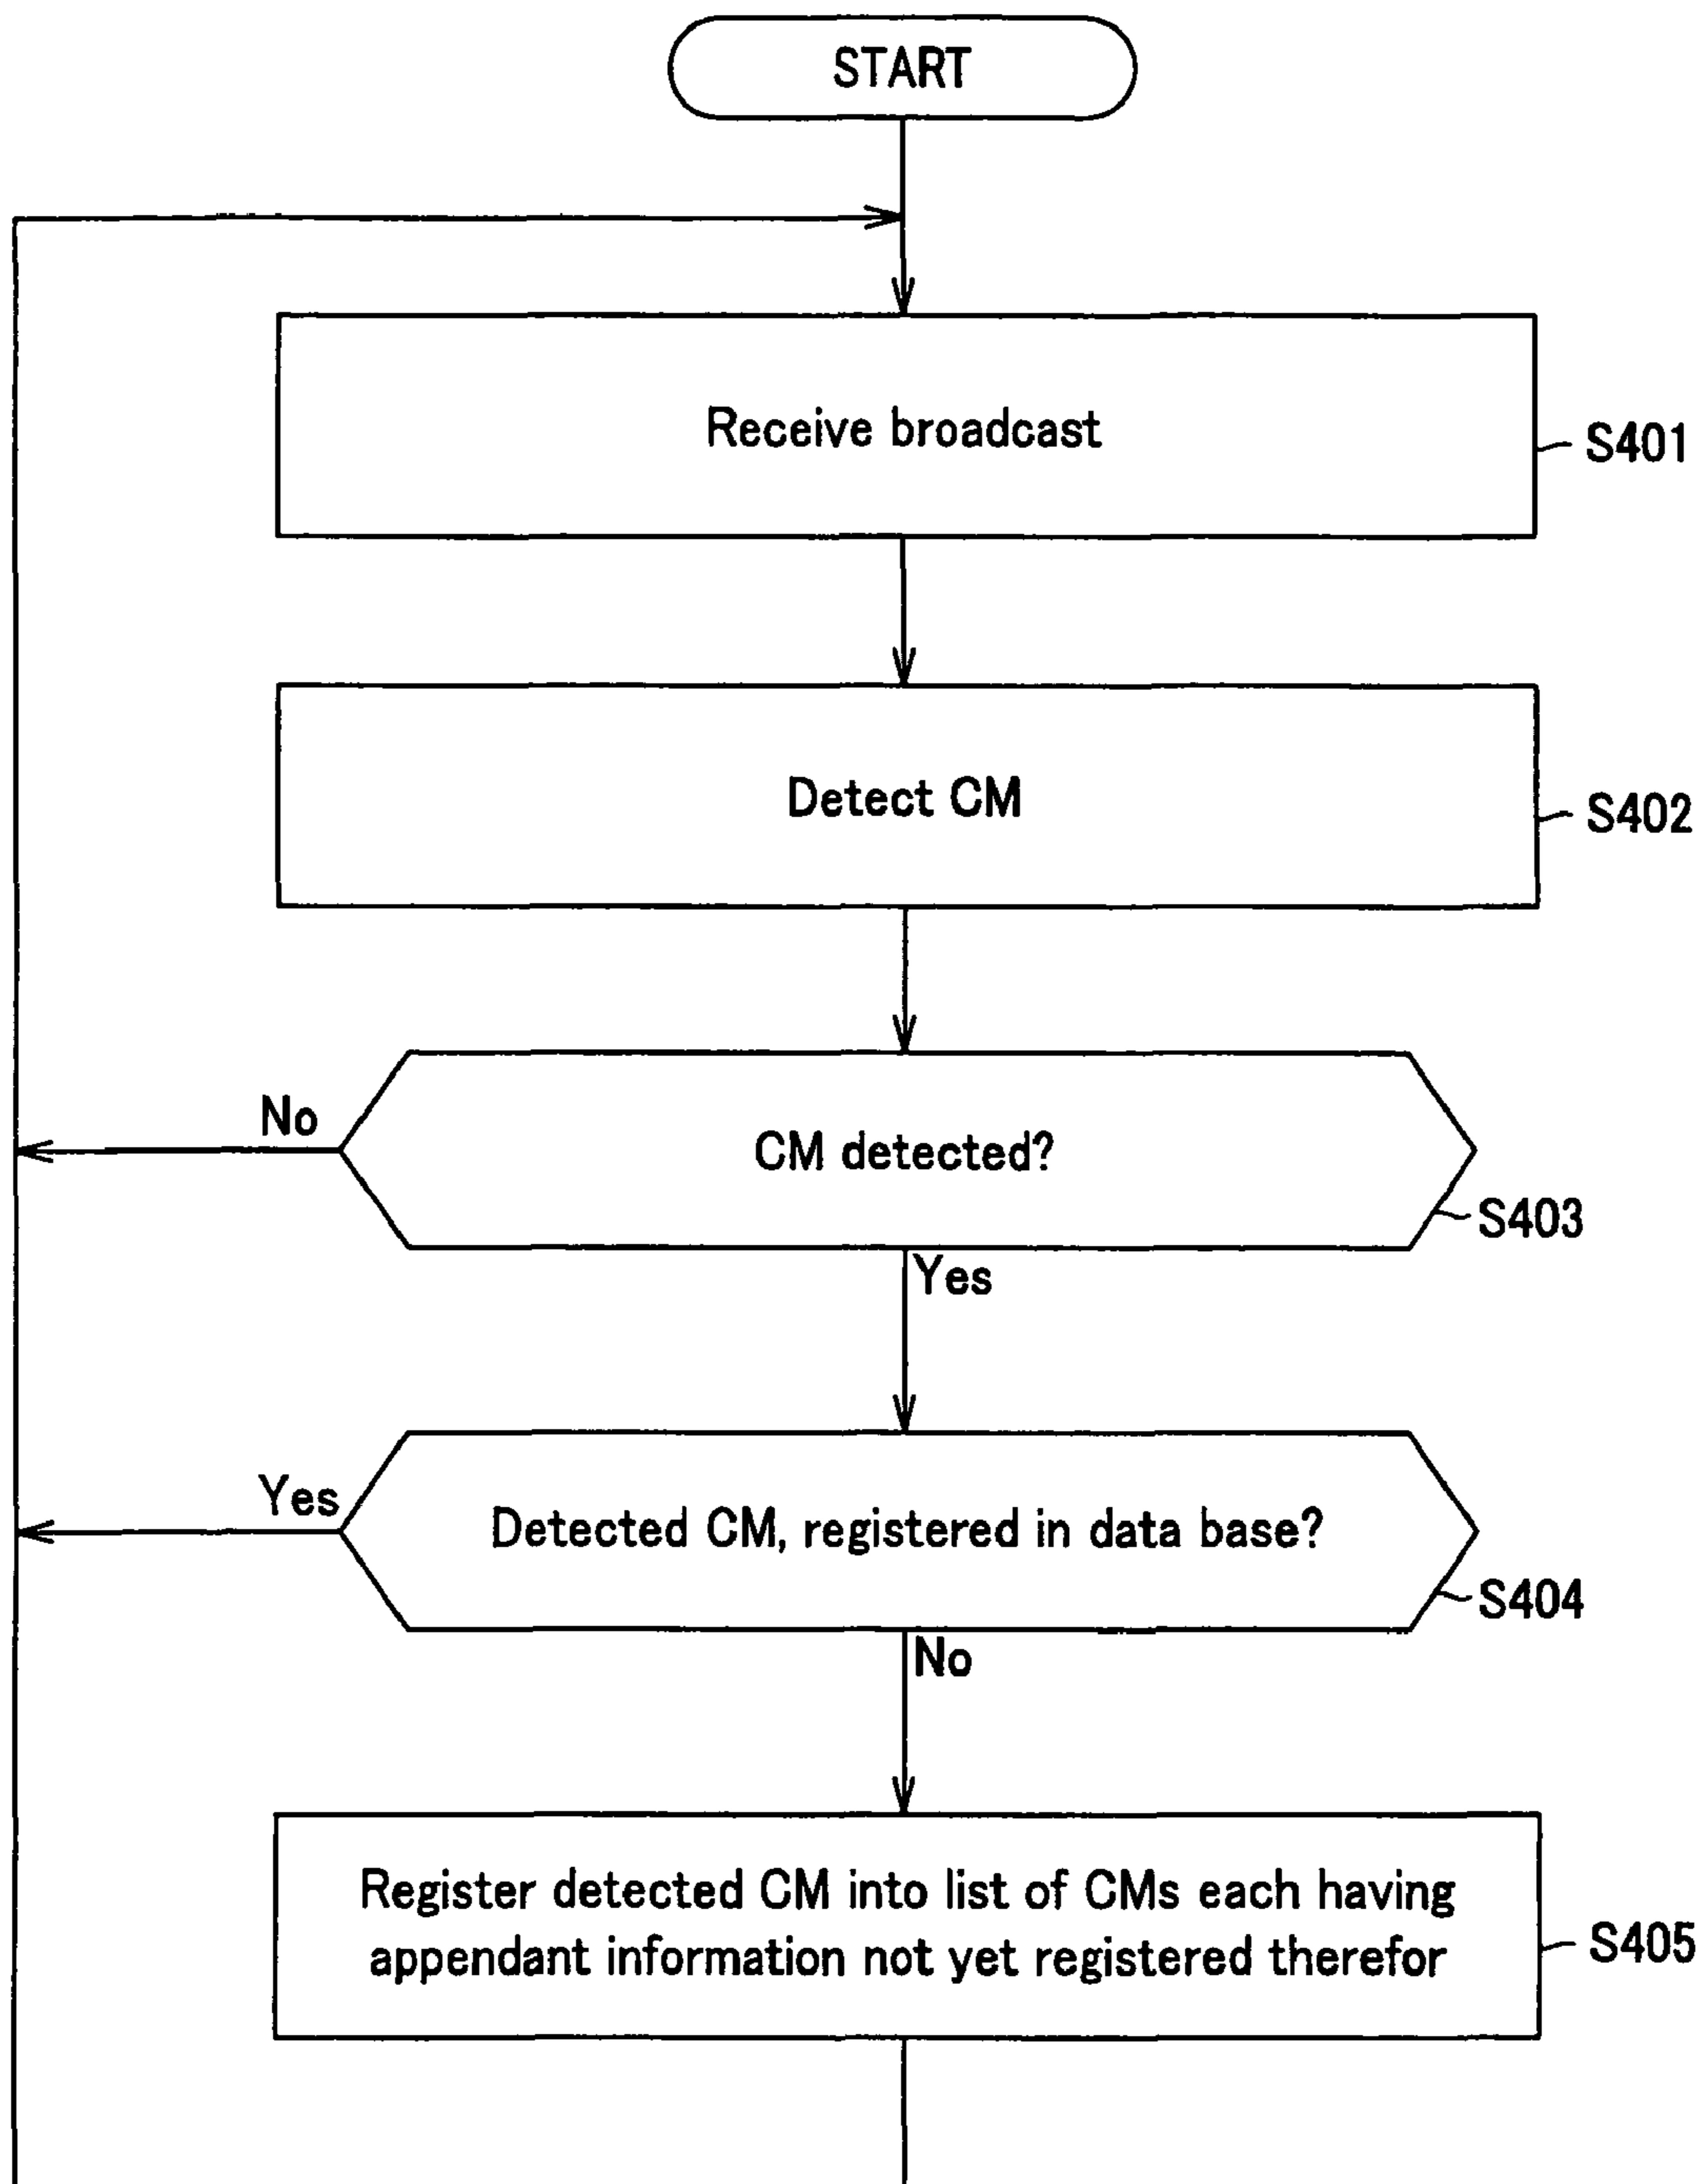 START
Receive broadcast
S401
Detect CM
S402
No
CM detected?
S403
Yes
Yes
Detected CM, registered in data base?
S404
No
Register detected CM into list of CMs each having
appendant information not yet registered therefor
S405